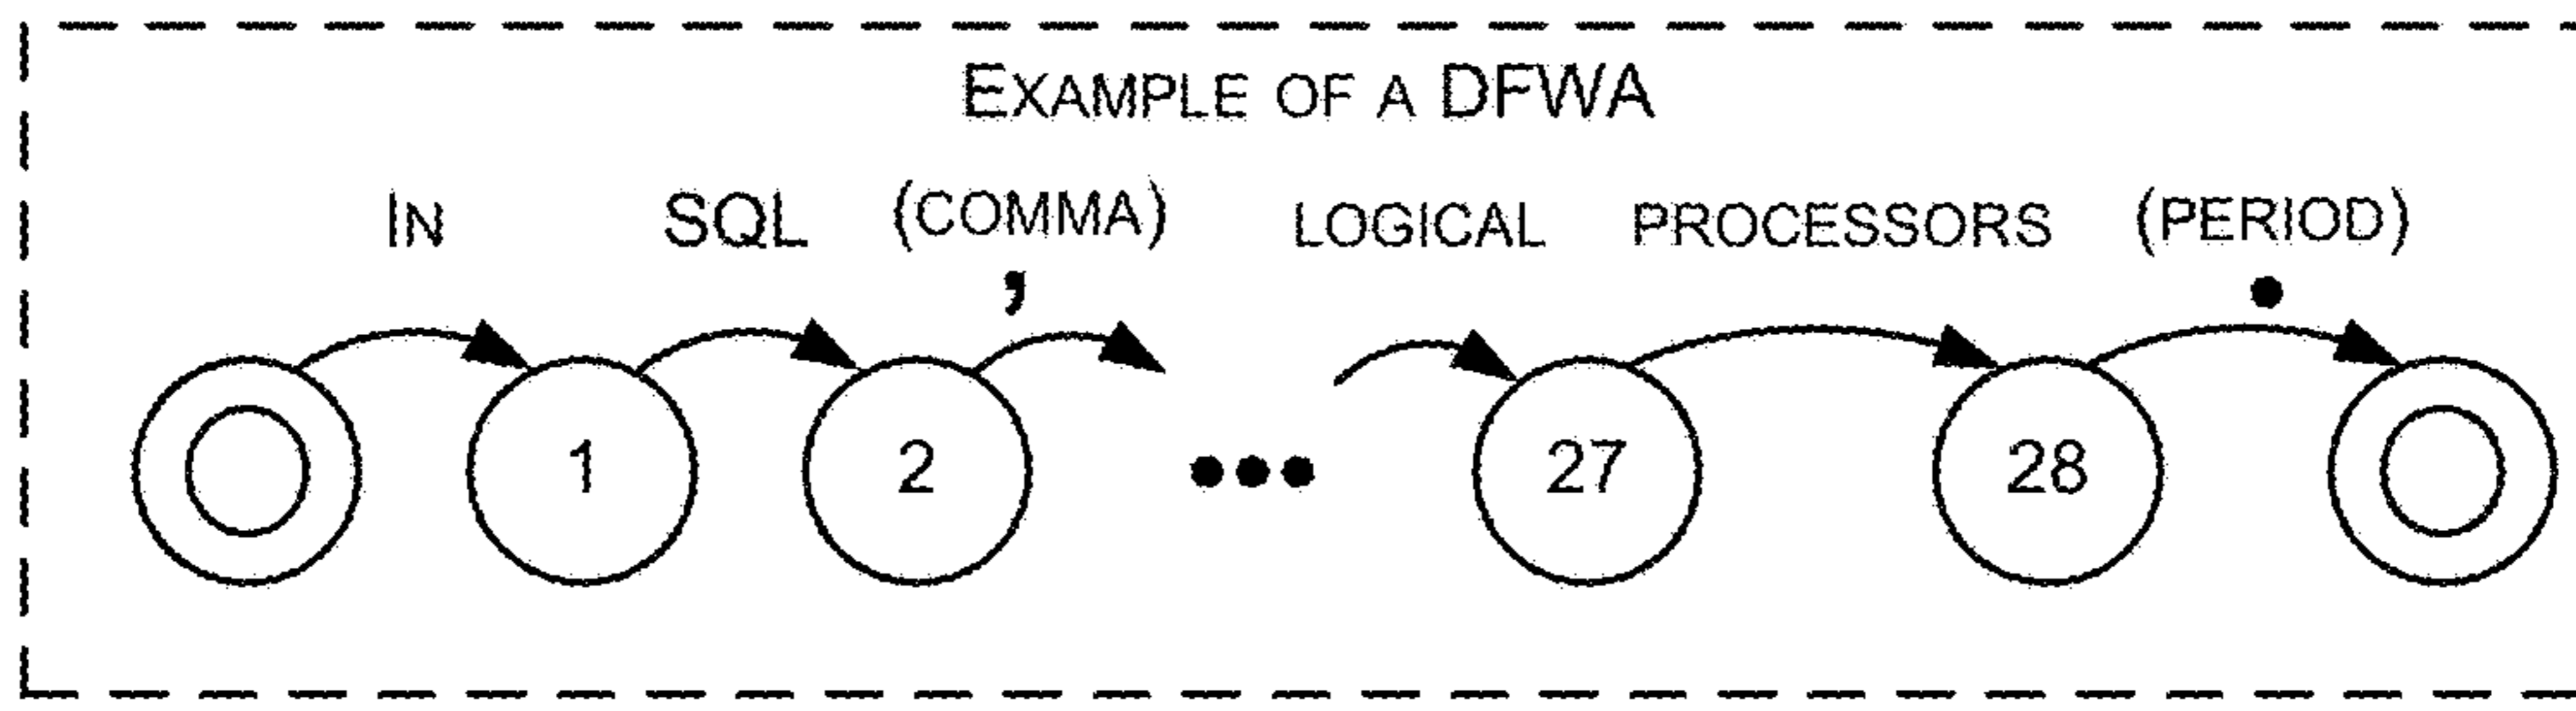 EXAMPLE OF A DFWA
IN SQL (COMMA) LOGICAL PROCESSORS (PERIOD)
, .
1 2 ••• 27 28